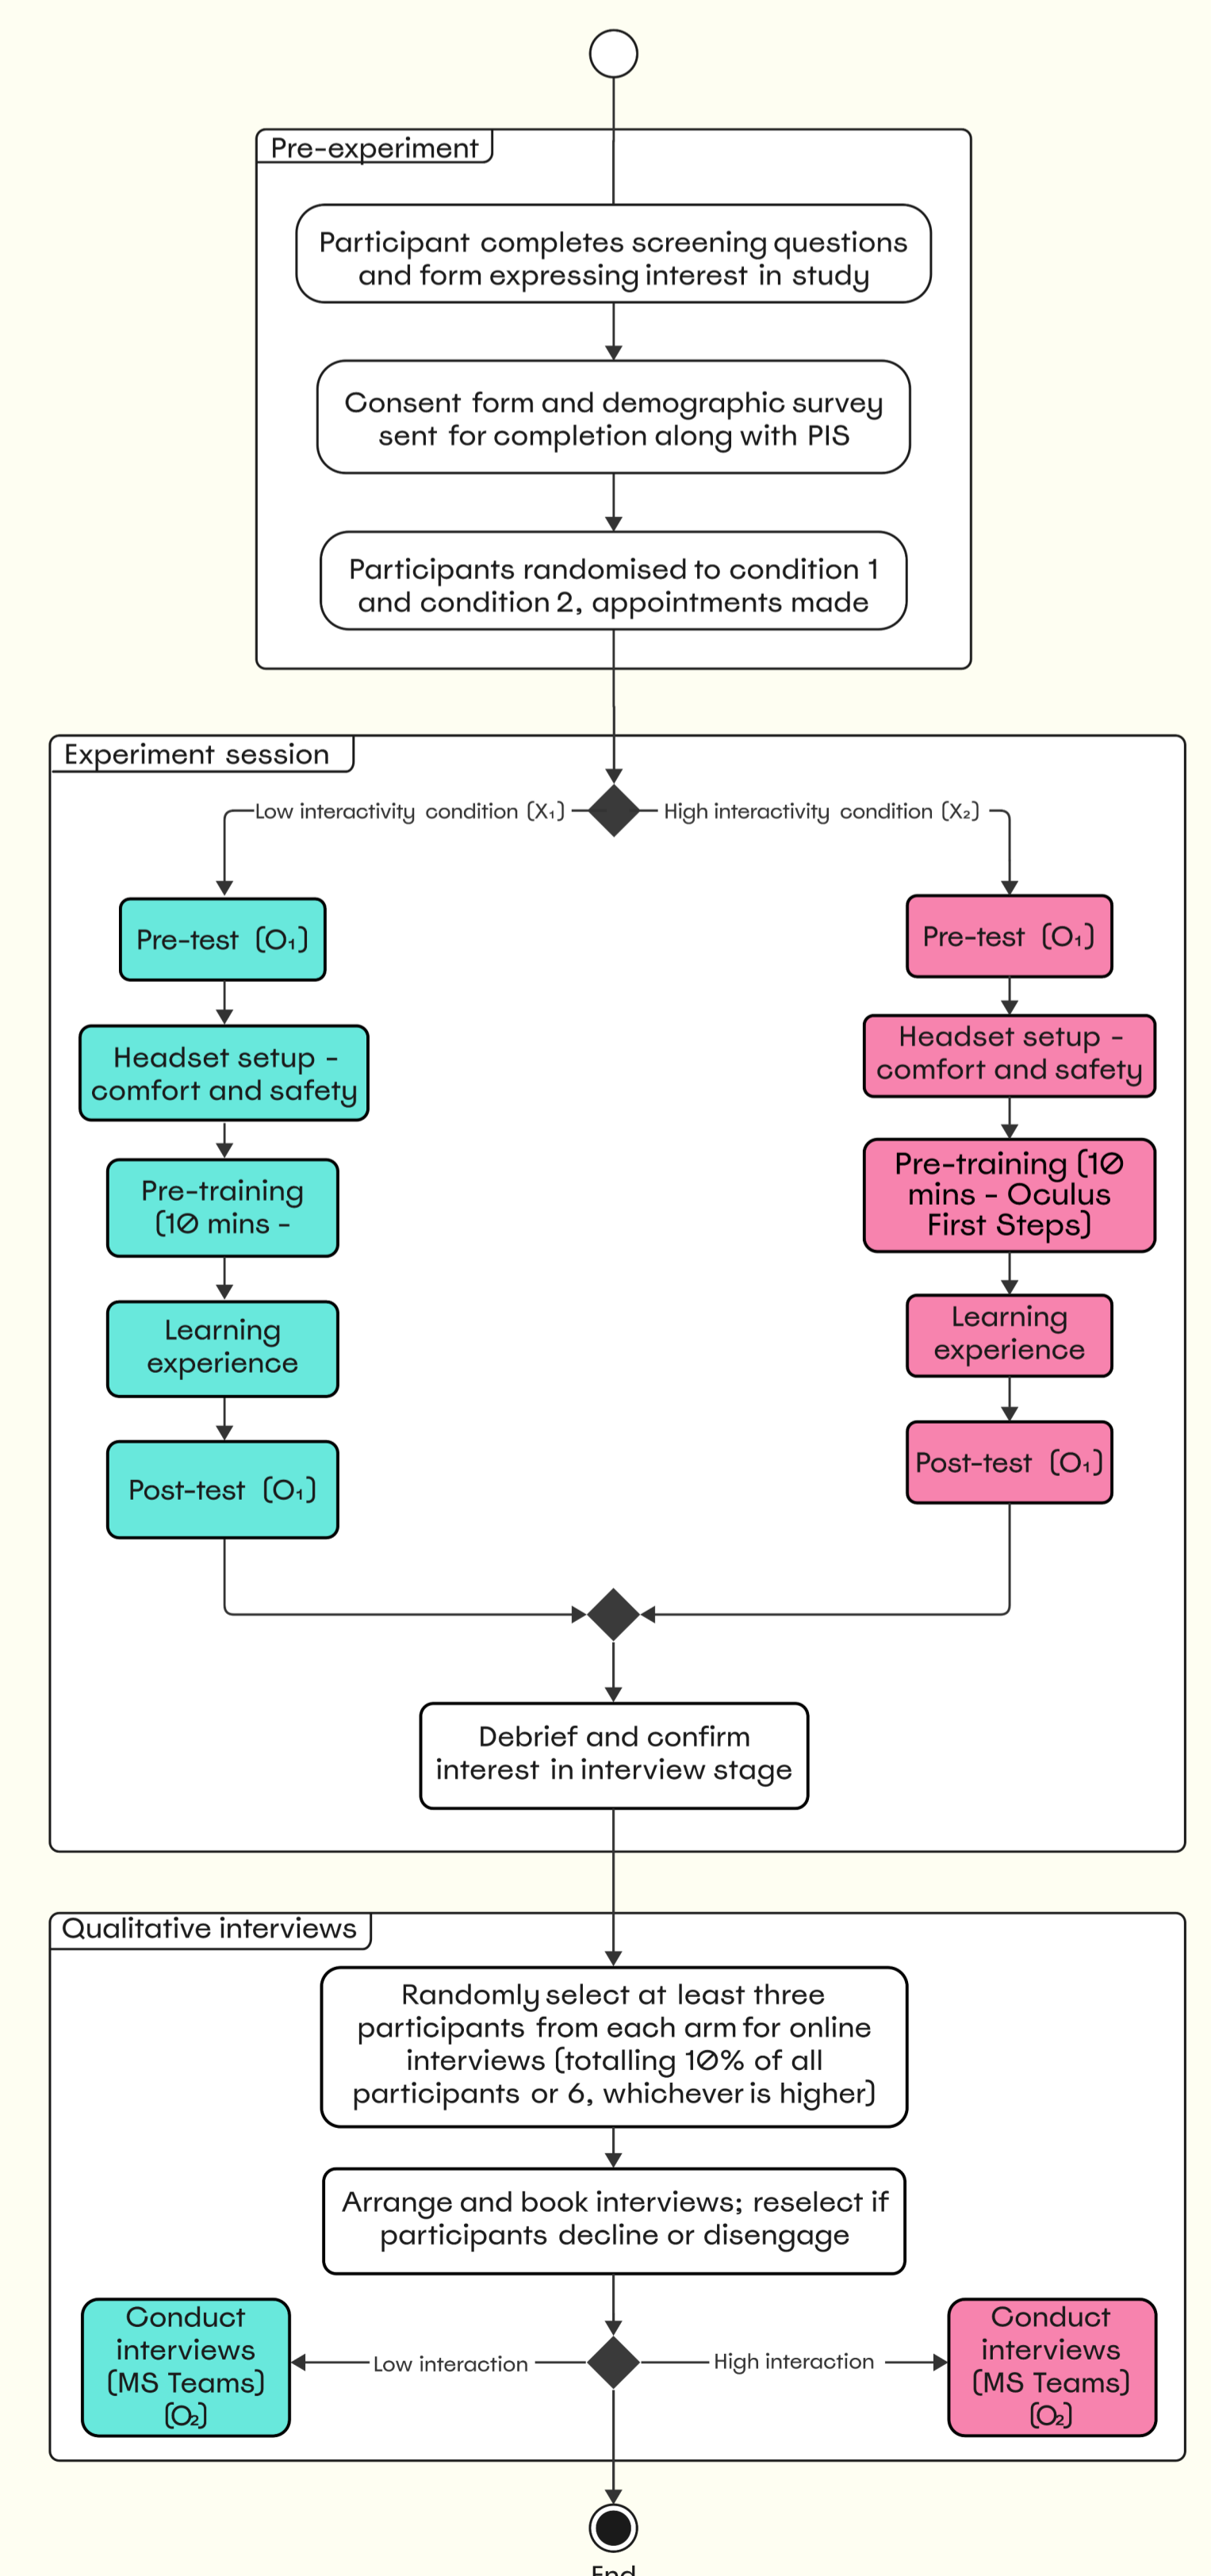 Pre-experiment
Participant completes screening questions
and form expressing interest in study
Consent form and demographic survey
sent for completion along with PIS
Participants randomised to condition 1
and condition 2, appointments made
Experiment session
Low interactivity condition (X₁)
High interactivity condition (X₂)
Pre-test (O₁)
Headset setup -
comfort and safety
Pre-training
(10 mins -
Learning
experience
Post-test (O₁)
Pre-test (O₁)
Headset setup -
comfort and safety
Pre-training (10
mins - Oculus
First Steps)
Learning
experience
Post-test (O₁)
Debrief and confirm
interest in interview stage
Qualitative interviews
Randomly select at least three
participants from each arm for online
interviews (totalling 10% of all
participants or 6, whichever is higher)
Arrange and book interviews; reselect if
participants decline or disengage
Conduct
interviews
(MS Teams)
(O₂)
Low interaction
High interaction
Conduct
interviews
(MS Teams)
(O₂)
End